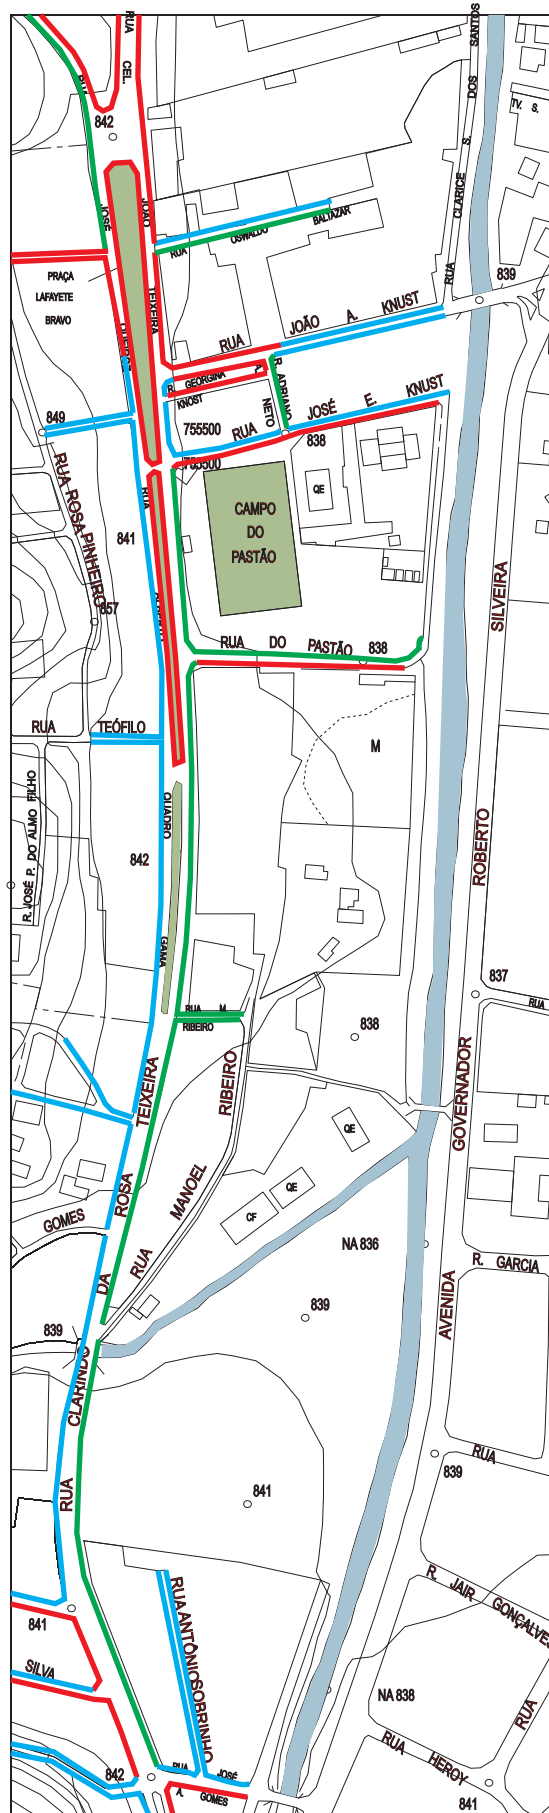 RUA
CEL.
JOÃO
TEIXEIRA
RUA
JOSÉ
QUEIROZ
842
SANTOS
DOS
S.
CLARICE
RUA
TV. S.
RUA
OSWALDO
BALTAZAR
PRAÇA
LAFAYETE
BRAVO
839
RUA
JOÃO
A.
KNUST
R.
GEORGINA
A.
KNOST
R. ADRIANO
NETO
849
755500
755500
RUA
JOSÉ
E.
KNUST
838
QE
CAMPO
DO
PASTÃO
RUA ROSA PINHEIRO
841
RUA
857
SILVEIRA
RUA
DO
PASTÃO
838
RUA
TEÓFILO
M
R. JOSÉ P. DO ALMO FILHO
QUADRO
842
ROBERTO
GAMA
837
RUA
RUA
M
RIBEIRO
838
GOVERNADOR
TEIXEIRA
RIBEIRO
QE
QE
CF
ROSA
MANOEL
GOMES
RUA
NA 836
R. GARCIA
DA
AVENIDA
839
839
CLARINDO
839
RUA
RUA
841
RUA ANTÔNIO SOBRINHO
R. JAIR GONÇALVES
841
SILVA
NA 838
RUA
RUA HEROY
842
RUA
JOSÉ
A.
GOMES
841